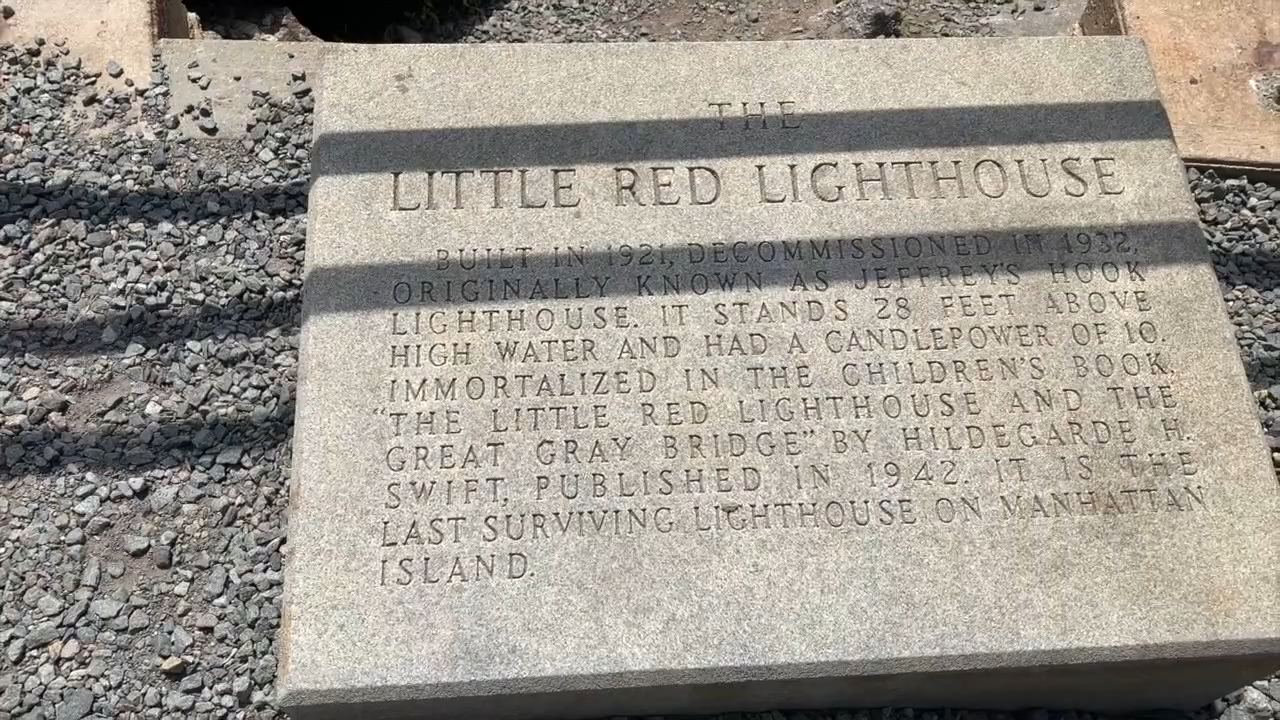 THE
LITTLE RED LIGHTHOUSE
BUILT IN 1921, DECOMMISSIONED IN 1932,
ORIGINALLY KNOWN AS JEFFREY'S HOOK
LIGHTHOUSE. IT STANDS 28 FEET ABOVE
HIGH WATER AND HAD A CANDLEPOWER OF 10.
IMMORTALIZED IN THE CHILDREN'S BOOK,
"THE LITTLE RED LIGHTHOUSE AND THE
GREAT GRAY BRIDGE" BY HILDEGARDE H.
SWIFT, PUBLISHED IN 1942. IT IS THE
LAST SURVIVING LIGHTHOUSE ON MANHATTAN
ISLAND.